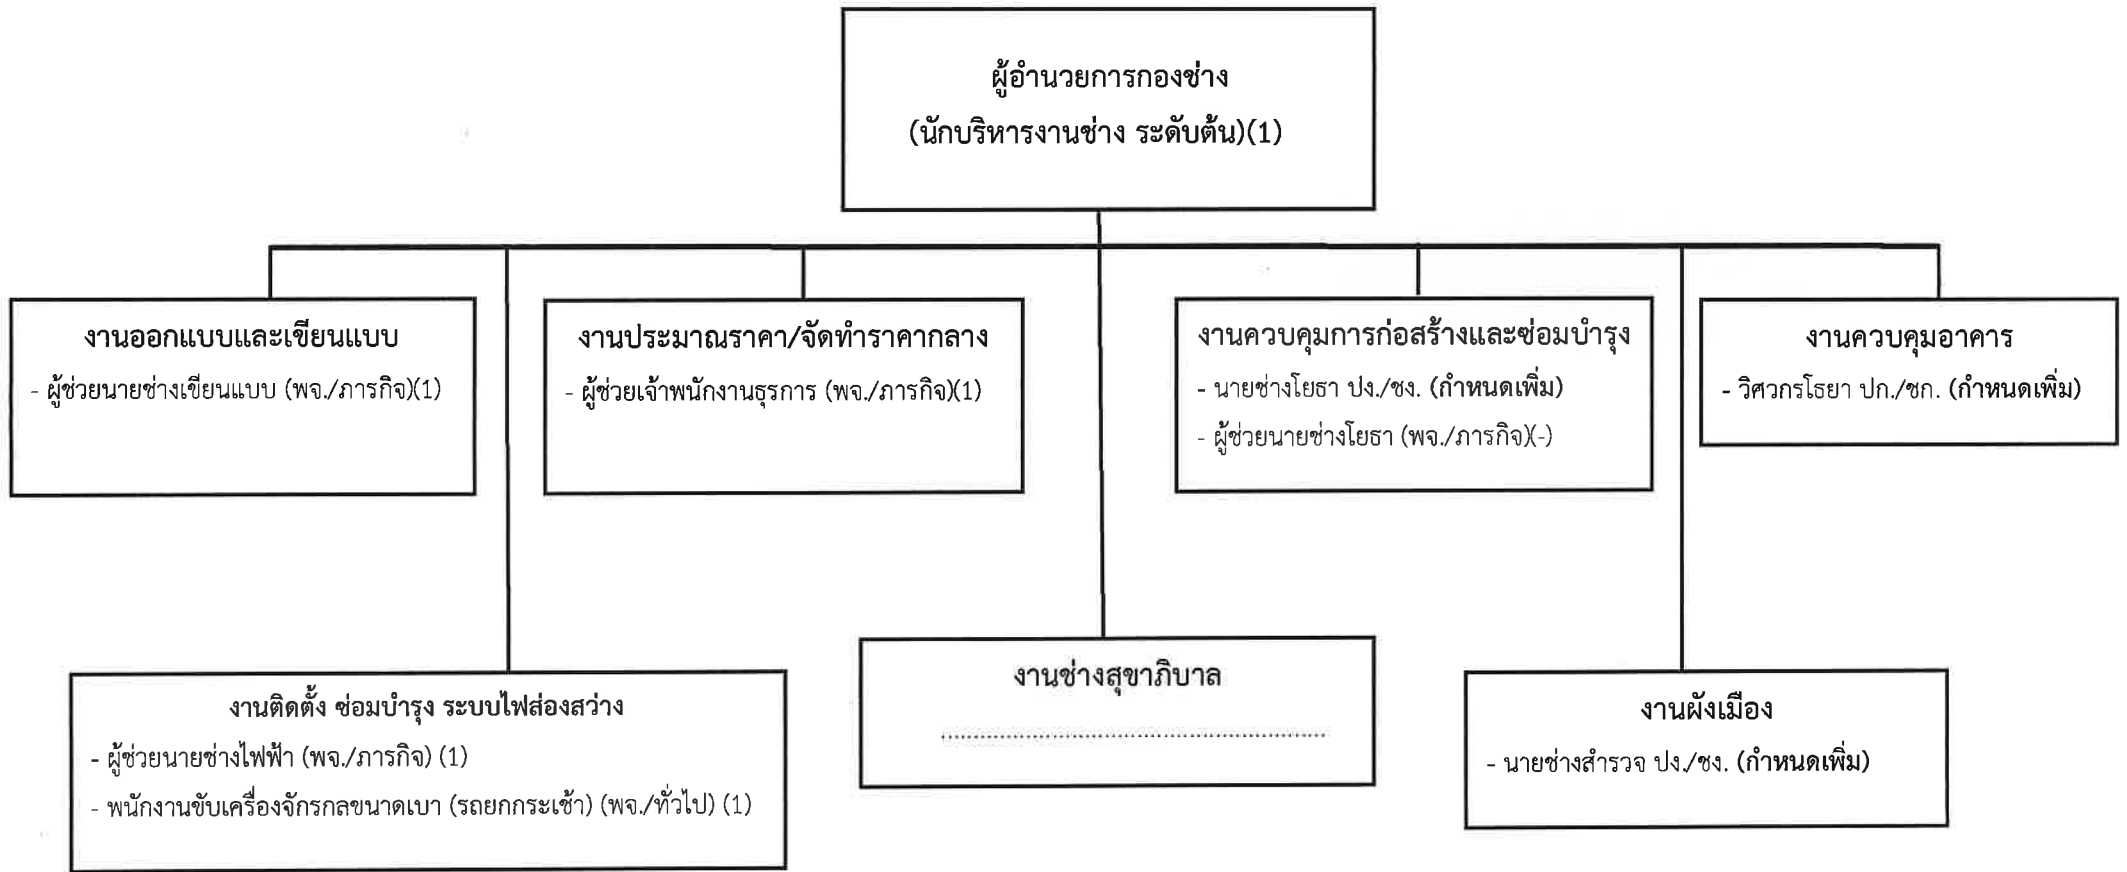 ผู้อำนวยการกองช่าง
(นักบริหารงานช่าง ระดับต้น)(1)
งานออกแบบและเขียนแบบ
- ผู้ช่วยนายช่างเขียนแบบ (พจ./ภารกิจ)(1)
งานประมาณราคา/จัดทำราคากลาง
- ผู้ช่วยเจ้าพนักงานธุรการ (พจ./ภารกิจ)(1)
งานควบคุมการก่อสร้างและซ่อมบำรุง
- นายช่างโยธา ปง./ชง. (กำหนดเพิ่ม)
- ผู้ช่วยนายช่างโยธา (พจ./ภารกิจ)(-)
งานควบคุมอาคาร
- วิศวกรโธยา ปก./ชก. (กำหนดเพิ่ม)
งานติดตั้ง ซ่อมบำรุง ระบบไฟส่องสว่าง
- ผู้ช่วยนายช่างไฟฟ้า (พจ./ภารกิจ) (1)
- พนักงานขับเครื่องจักรกลขนาดเบา (รถยกกระเช้า) (พจ./ทั่วไป) (1)
งานช่างสุขาภิบาล
งานผังเมือง
- นายช่างสำรวจ ปง./ชง. (กำหนดเพิ่ม)